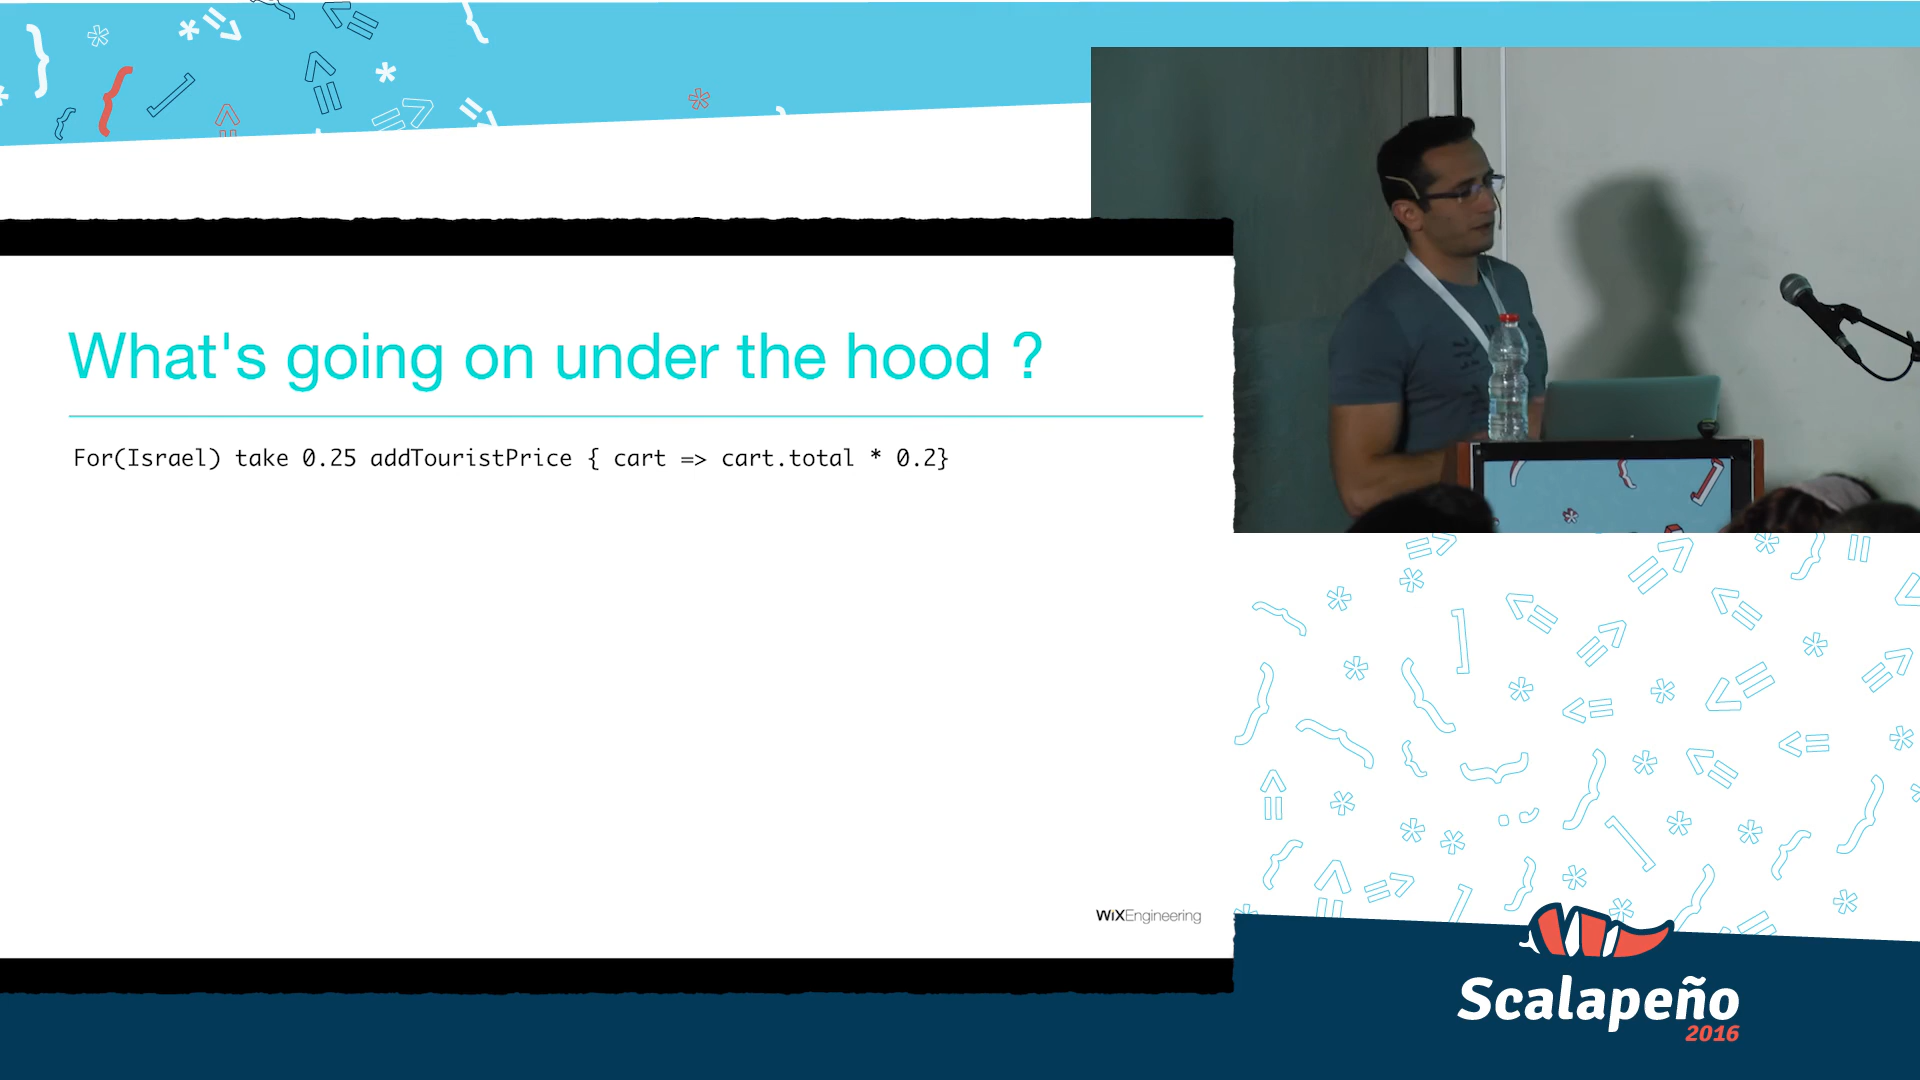 What's going on under the hood ?
For(Israel) take 0.25 addTouristPrice { cart => cart.total * 0.2}
WiXEngineering
Scalapeño
2016